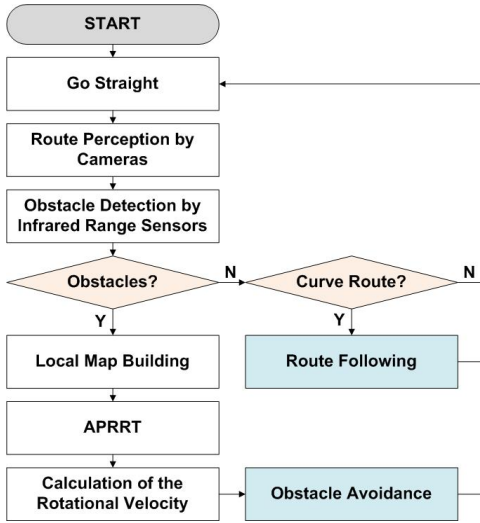 START
Go Straight
Route Perception by
Cameras
Obstacle Detection by
Infrared Range Sensors
Obstacles?
N
Curve Route?
N
Y
Y
Local Map Building
Route Following
APRRT
Calculation of the
Rotational Velocity
Obstacle Avoidance